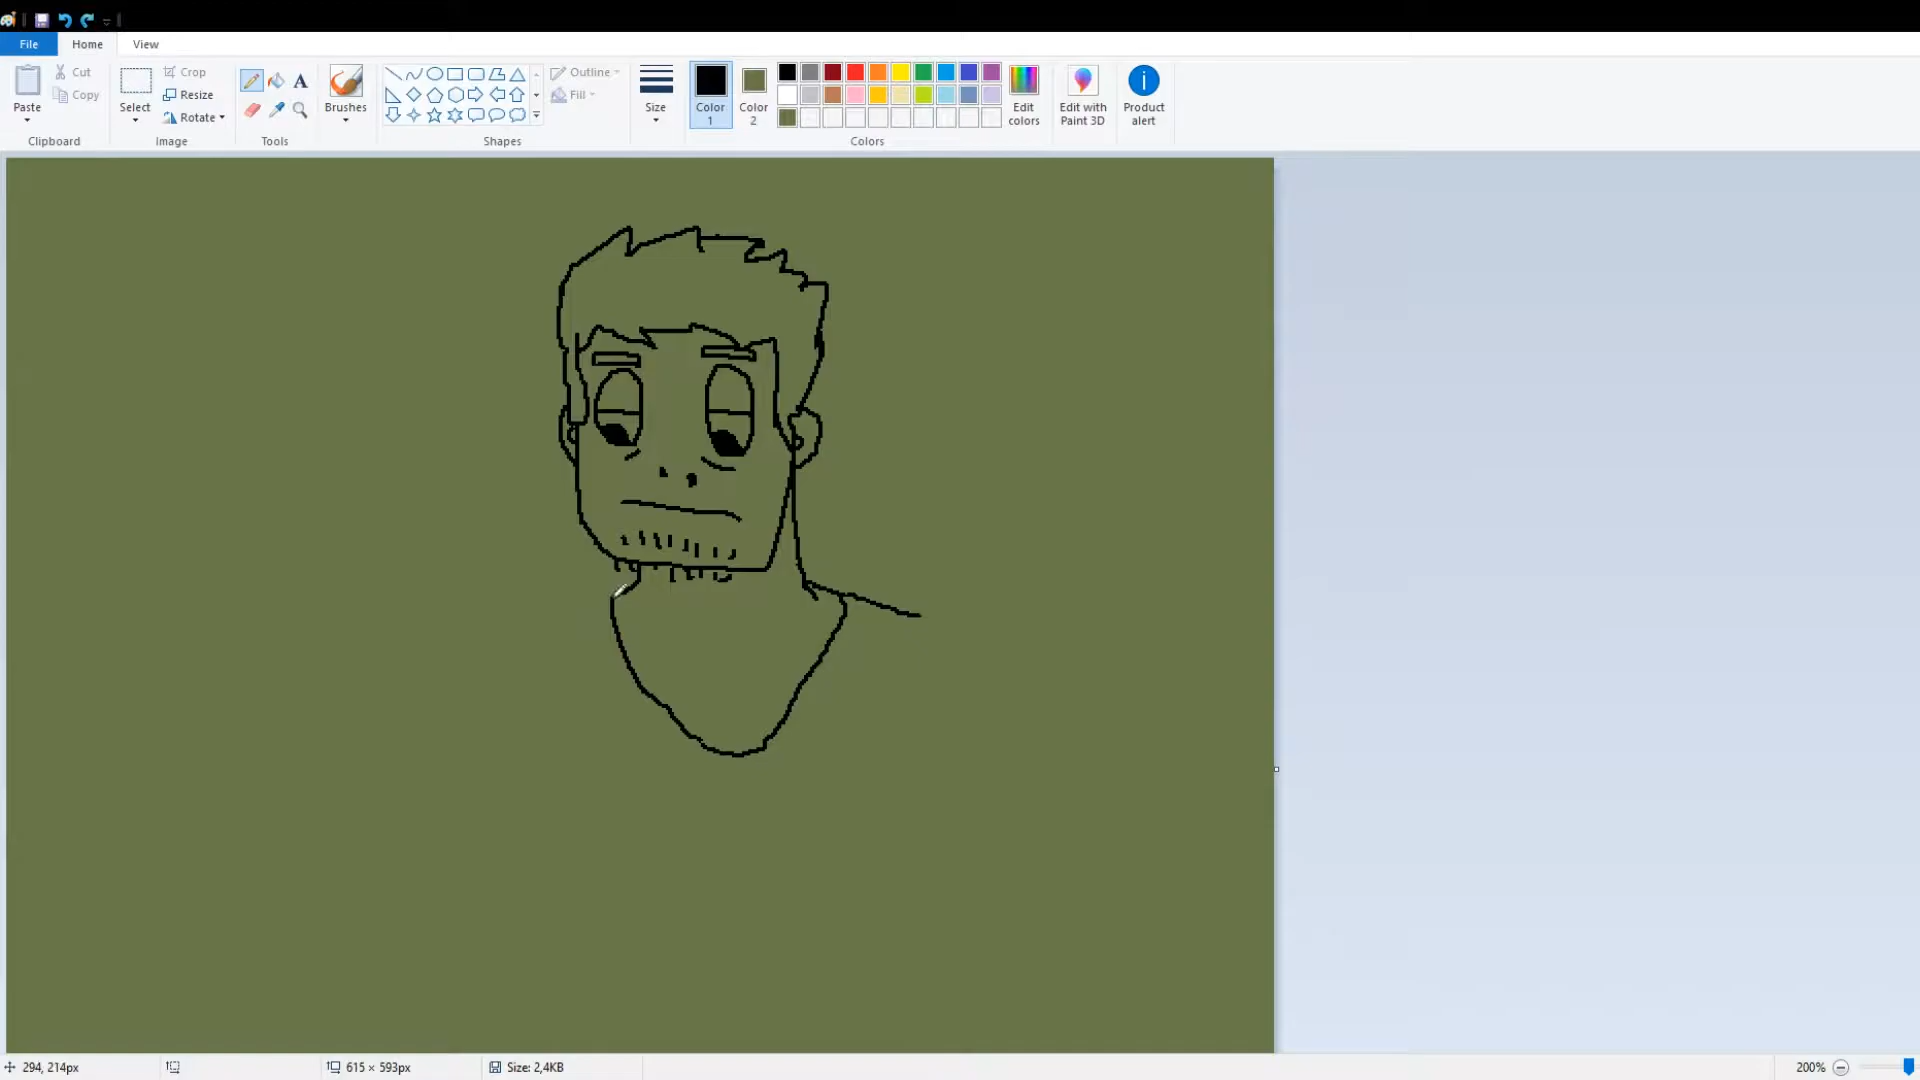 File Home View
Paste Cut Copy Clipboard
Select Crop Resize Rotate Image
A Tools
Brushes
Outline Fill Shapes
Size
Color 1 Color 2 Edit colors Colors
Edit with Paint 3D
Product alert
294, 214px 615 × 593px Size: 2,4KB 200%